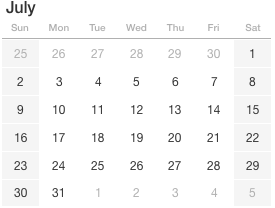 July
Sun Mon Tue Wed Thu Fri Sat
25 26 27 28 29 30 1
2 3 4 5 6 7 8
9 10 11 12 13 14 15
16 17 18 19 20 21 22
23 24 25 26 27 28 29
30 31 1 2 3 4 5